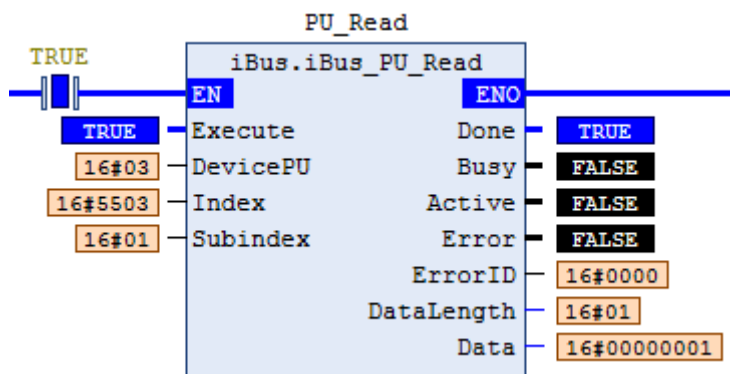 PU_Read
TRUE
iBus.iBus_PU_Read
EN ENO
TRUE Execute Done TRUE
16#03 DevicePU Busy FALSE
16#5503 Index Active FALSE
16#01 Subindex Error FALSE
ErrorID 16#0000
DataLength 16#01
Data 16#00000001